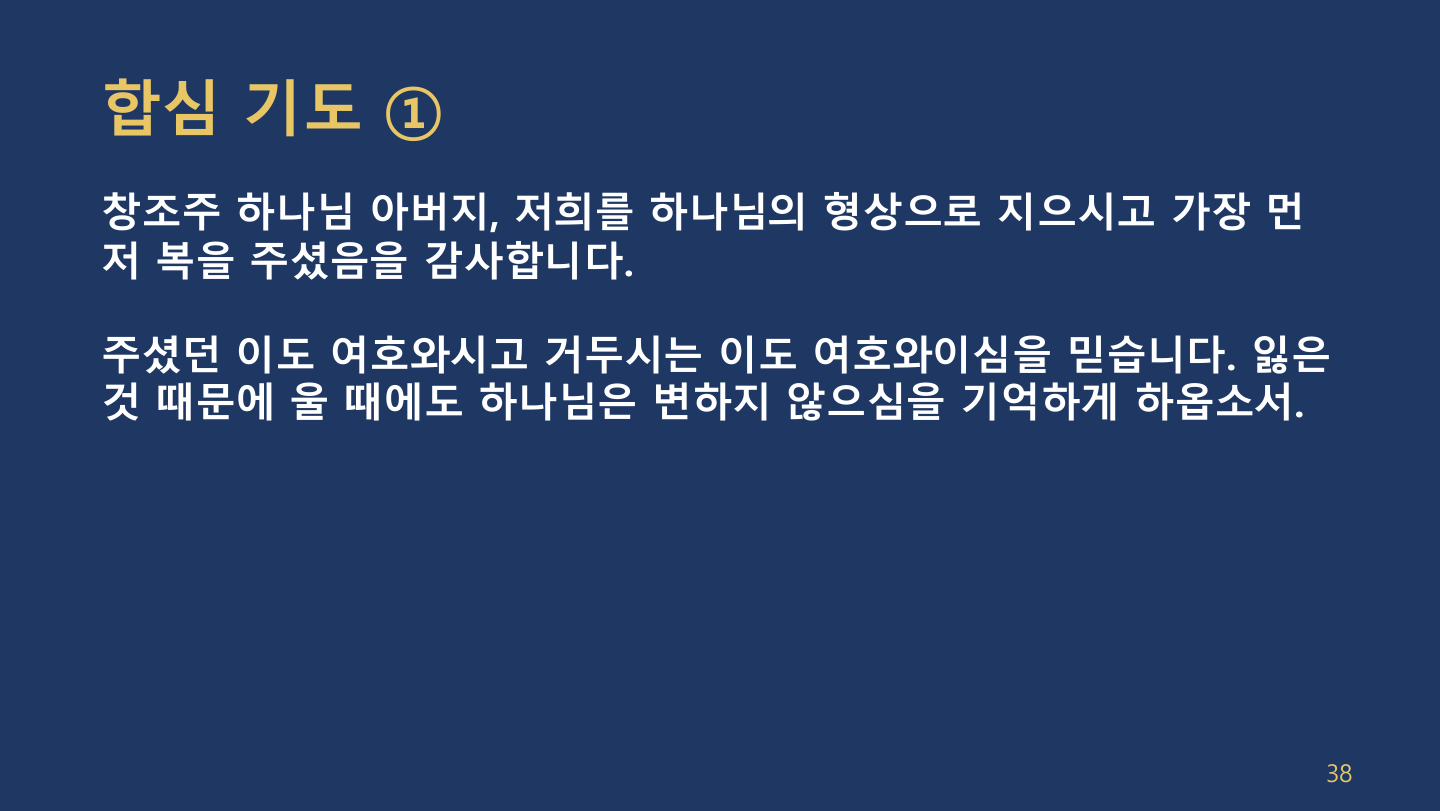 합심 기도 ①
창조주 하나님 아버지, 저희를 하나님의 형상으로 지으시고 가장 먼
저 복을 주셨음을 감사합니다.
주셨던 이도 여호와시고 거두시는 이도 여호와이심을 믿습니다. 잃은
것 때문에 울 때에도 하나님은 변하지 않으심을 기억하게 하옵소서.
38